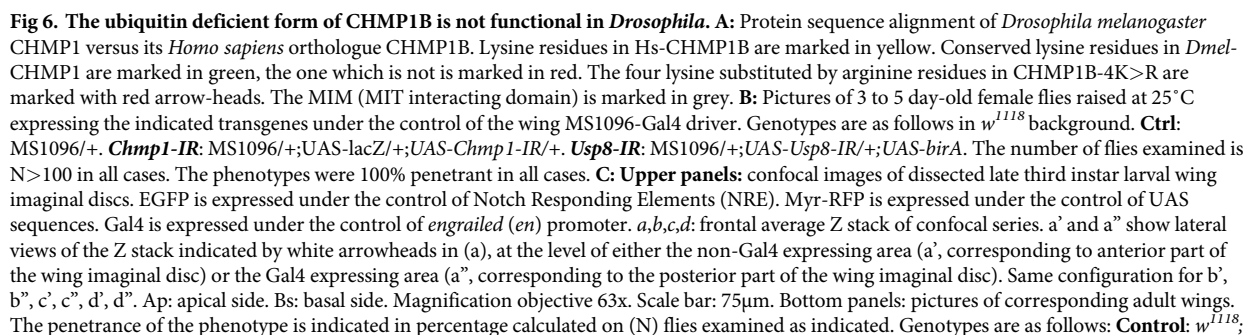 Fig 6. The ubiquitin deficient form of CHMP1B is not functional in Drosophila. A: Protein sequence alignment of Drosophila melanogaster
CHMP1 versus its Homo sapiens orthologue CHMP1B. Lysine residues in Hs-CHMP1B are marked in yellow. Conserved lysine residues in Dmel-
CHMP1 are marked in green, the one which is not is marked in red. The four lysine substituted by arginine residues in CHMP1B-4K>R are
marked with red arrow-heads. The MIM (MIT interacting domain) is marked in grey. B: Pictures of 3 to 5 day-old female flies raised at 25˚C
expressing the indicated transgenes under the control of the wing MS1096-Gal4 driver. Genotypes are as follows in w1118 background. Ctrl:
MS1096/+. Chmp1-IR: MS1096/+;UAS-lacZ/+;UAS-Chmp1-IR/+. Usp8-IR: MS1096/+;UAS-Usp8-IR/+;UAS-birA. The number of flies examined is
N>100 in all cases. The phenotypes were 100% penetrant in all cases. C: Upper panels: confocal images of dissected late third instar larval wing
imaginal discs. EGFP is expressed under the control of Notch Responding Elements (NRE). Myr-RFP is expressed under the control of UAS
sequences. Gal4 is expressed under the control of engrailed (en) promoter. a,b,c,d: frontal average Z stack of confocal series. a' and a” show lateral
views of the Z stack indicated by white arrowheads in (a), at the level of either the non-Gal4 expressing area (a’, corresponding to anterior part of
the wing imaginal disc) or the Gal4 expressing area (a”, corresponding to the posterior part of the wing imaginal disc). Same configuration for b’,
b”, c’, c”, d’, d”. Ap: apical side. Bs: basal side. Magnification objective 63x. Scale bar: 75μm. Bottom panels: pictures of corresponding adult wings.
The penetrance of the phenotype is indicated in percentage calculated on (N) flies examined as indicated. Genotypes are as follows: Control: w1118;